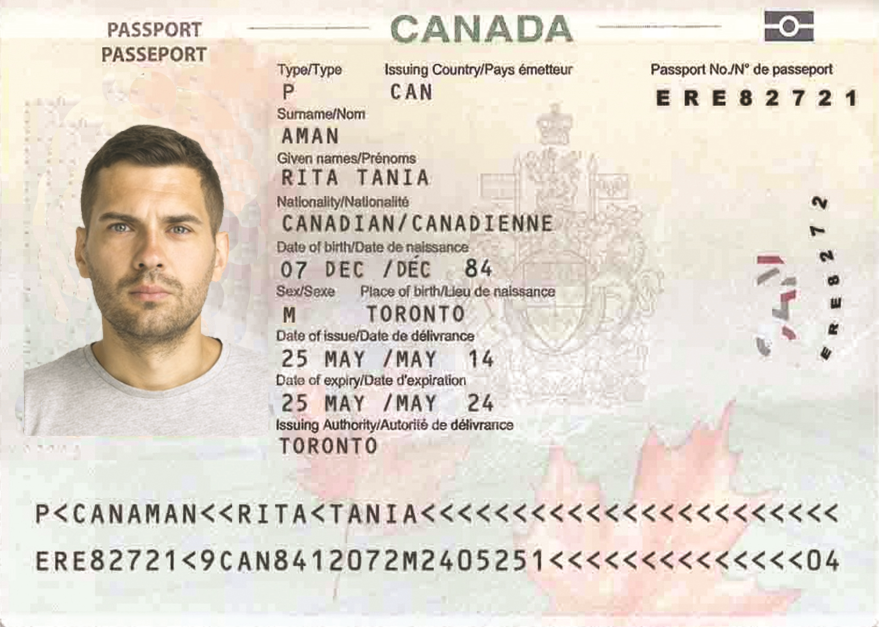 PASSPORT
PASSEPORT
CANADA
Type/Type Issuing Country/Pays émetteur Passport No./N° de passeport
P CAN ERE82721
Surname/Nom
AMAN
Given names/Prénoms
RITA TANIA
Nationality/Nationalité
CANADIAN/CANADIENNE
Date of birth/Date de naissance
07 DEC /DÉC 84
Sex/Sexe Place of birth/Lieu de naissance
M TORONTO
Date of issue/Date de délivrance
25 MAY /MAY 14
Date of expiry/Date d'expiration
25 MAY /MAY 24
Issuing Authority/Autorité de délivrance
TORONTO
CAN
ERE8272
P<CANAMAN<<RITA<TANIA<<<<<<<<<<<<<<<<<<<<<<<
ERE82721<9CAN8412072M2405251<<<<<<<<<<<<<<04